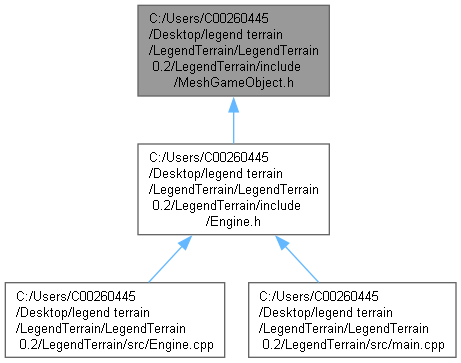 C:/Users/C00260445
/Desktop/legend terrain
/LegendTerrain/LegendTerrain
0.2/LegendTerrain/include
/MeshGameObject.h
C:/Users/C00260445
/Desktop/legend terrain
/LegendTerrain/LegendTerrain
0.2/LegendTerrain/include
/Engine.h
C:/Users/C00260445
/Desktop/legend terrain
/LegendTerrain/LegendTerrain
0.2/LegendTerrain/src/Engine.cpp
C:/Users/C00260445
/Desktop/legend terrain
/LegendTerrain/LegendTerrain
0.2/LegendTerrain/src/main.cpp